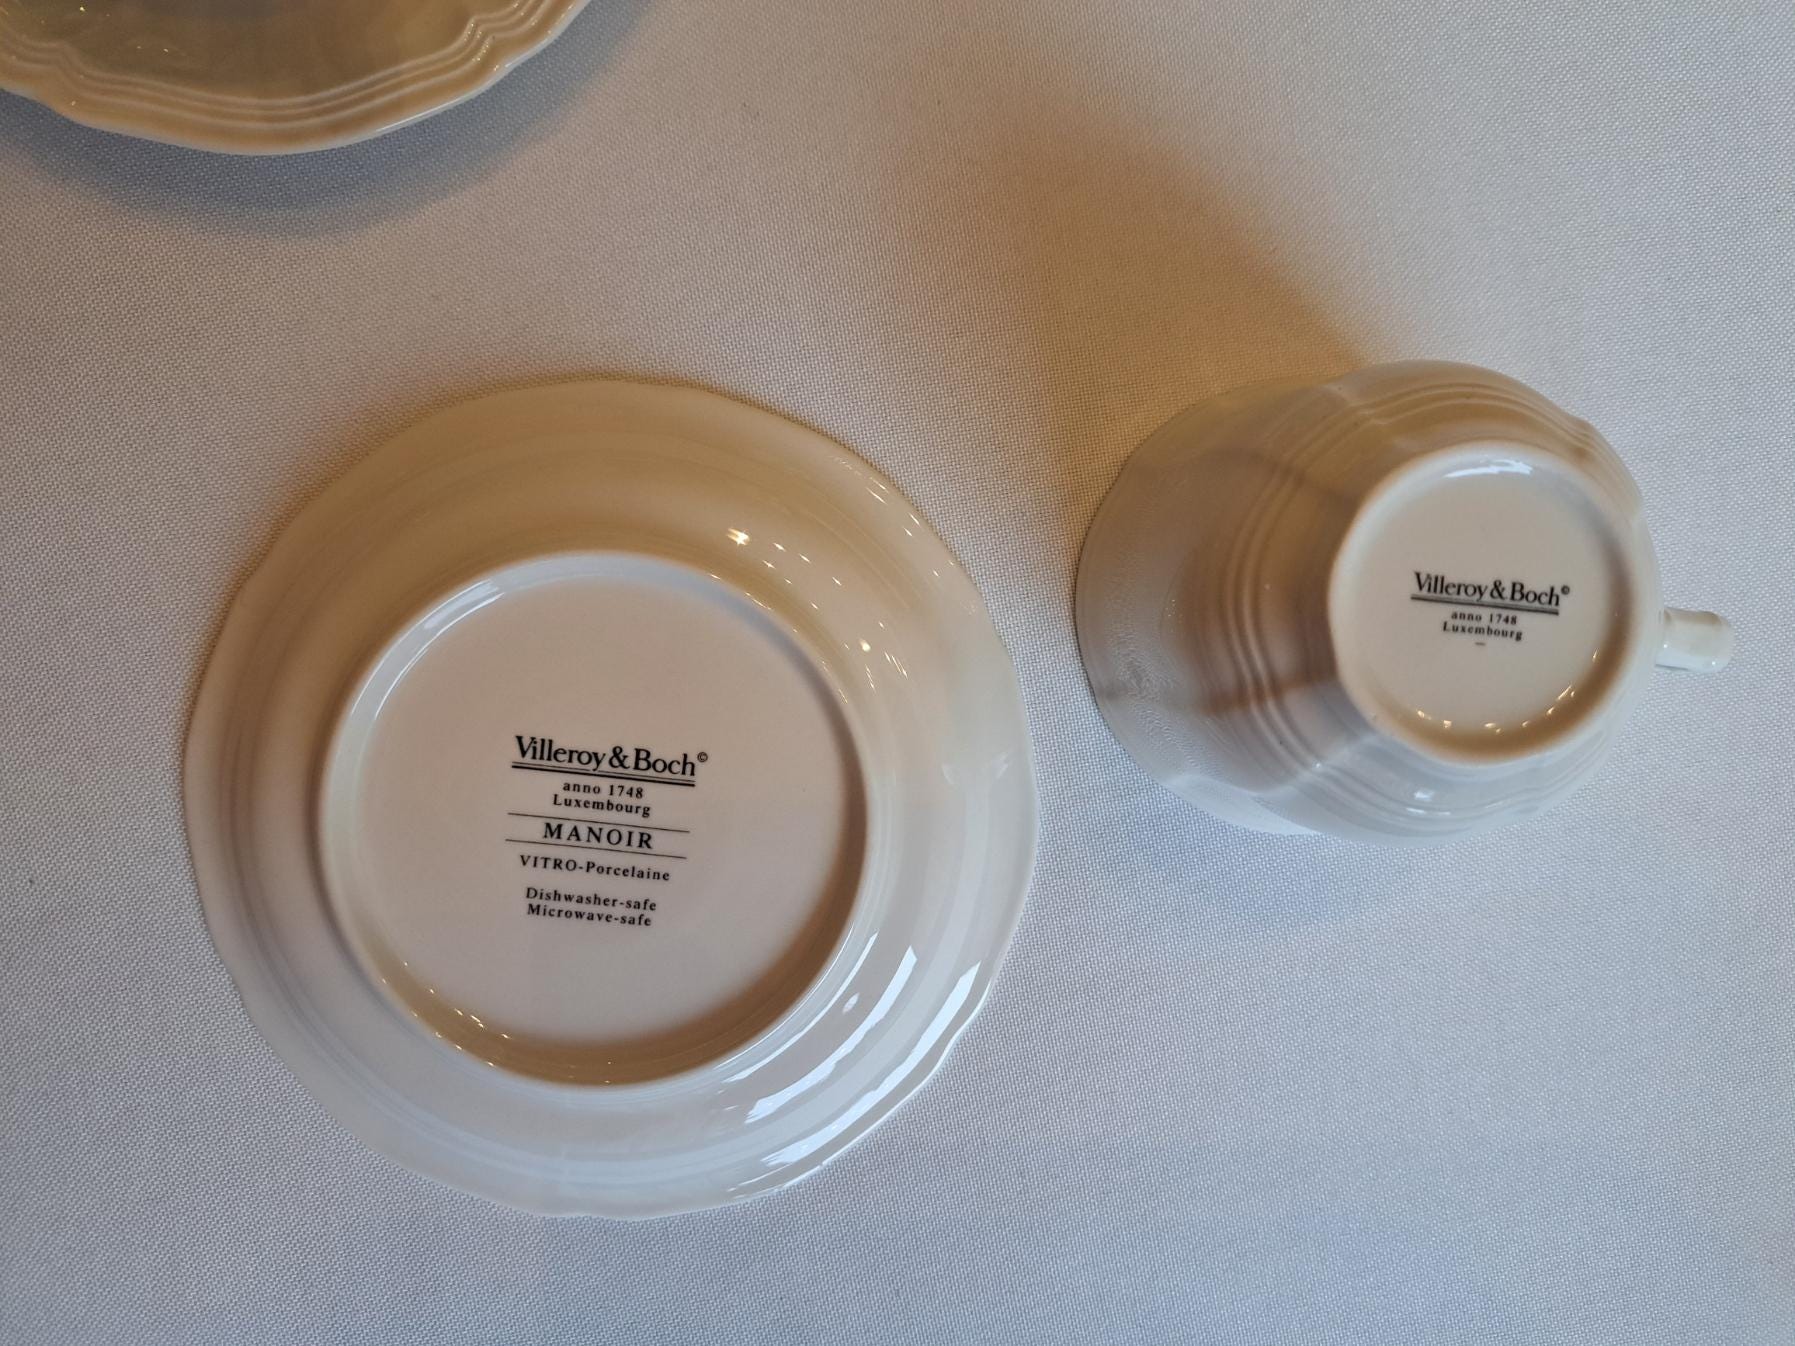 Villeroy & Boch©
anno 1748
Luxembourg
MANOIR
VITRO-Porcelaine
Dishwasher-safe
Microwave-safe
Villeroy & Boch©
anno 1748
Luxembourg